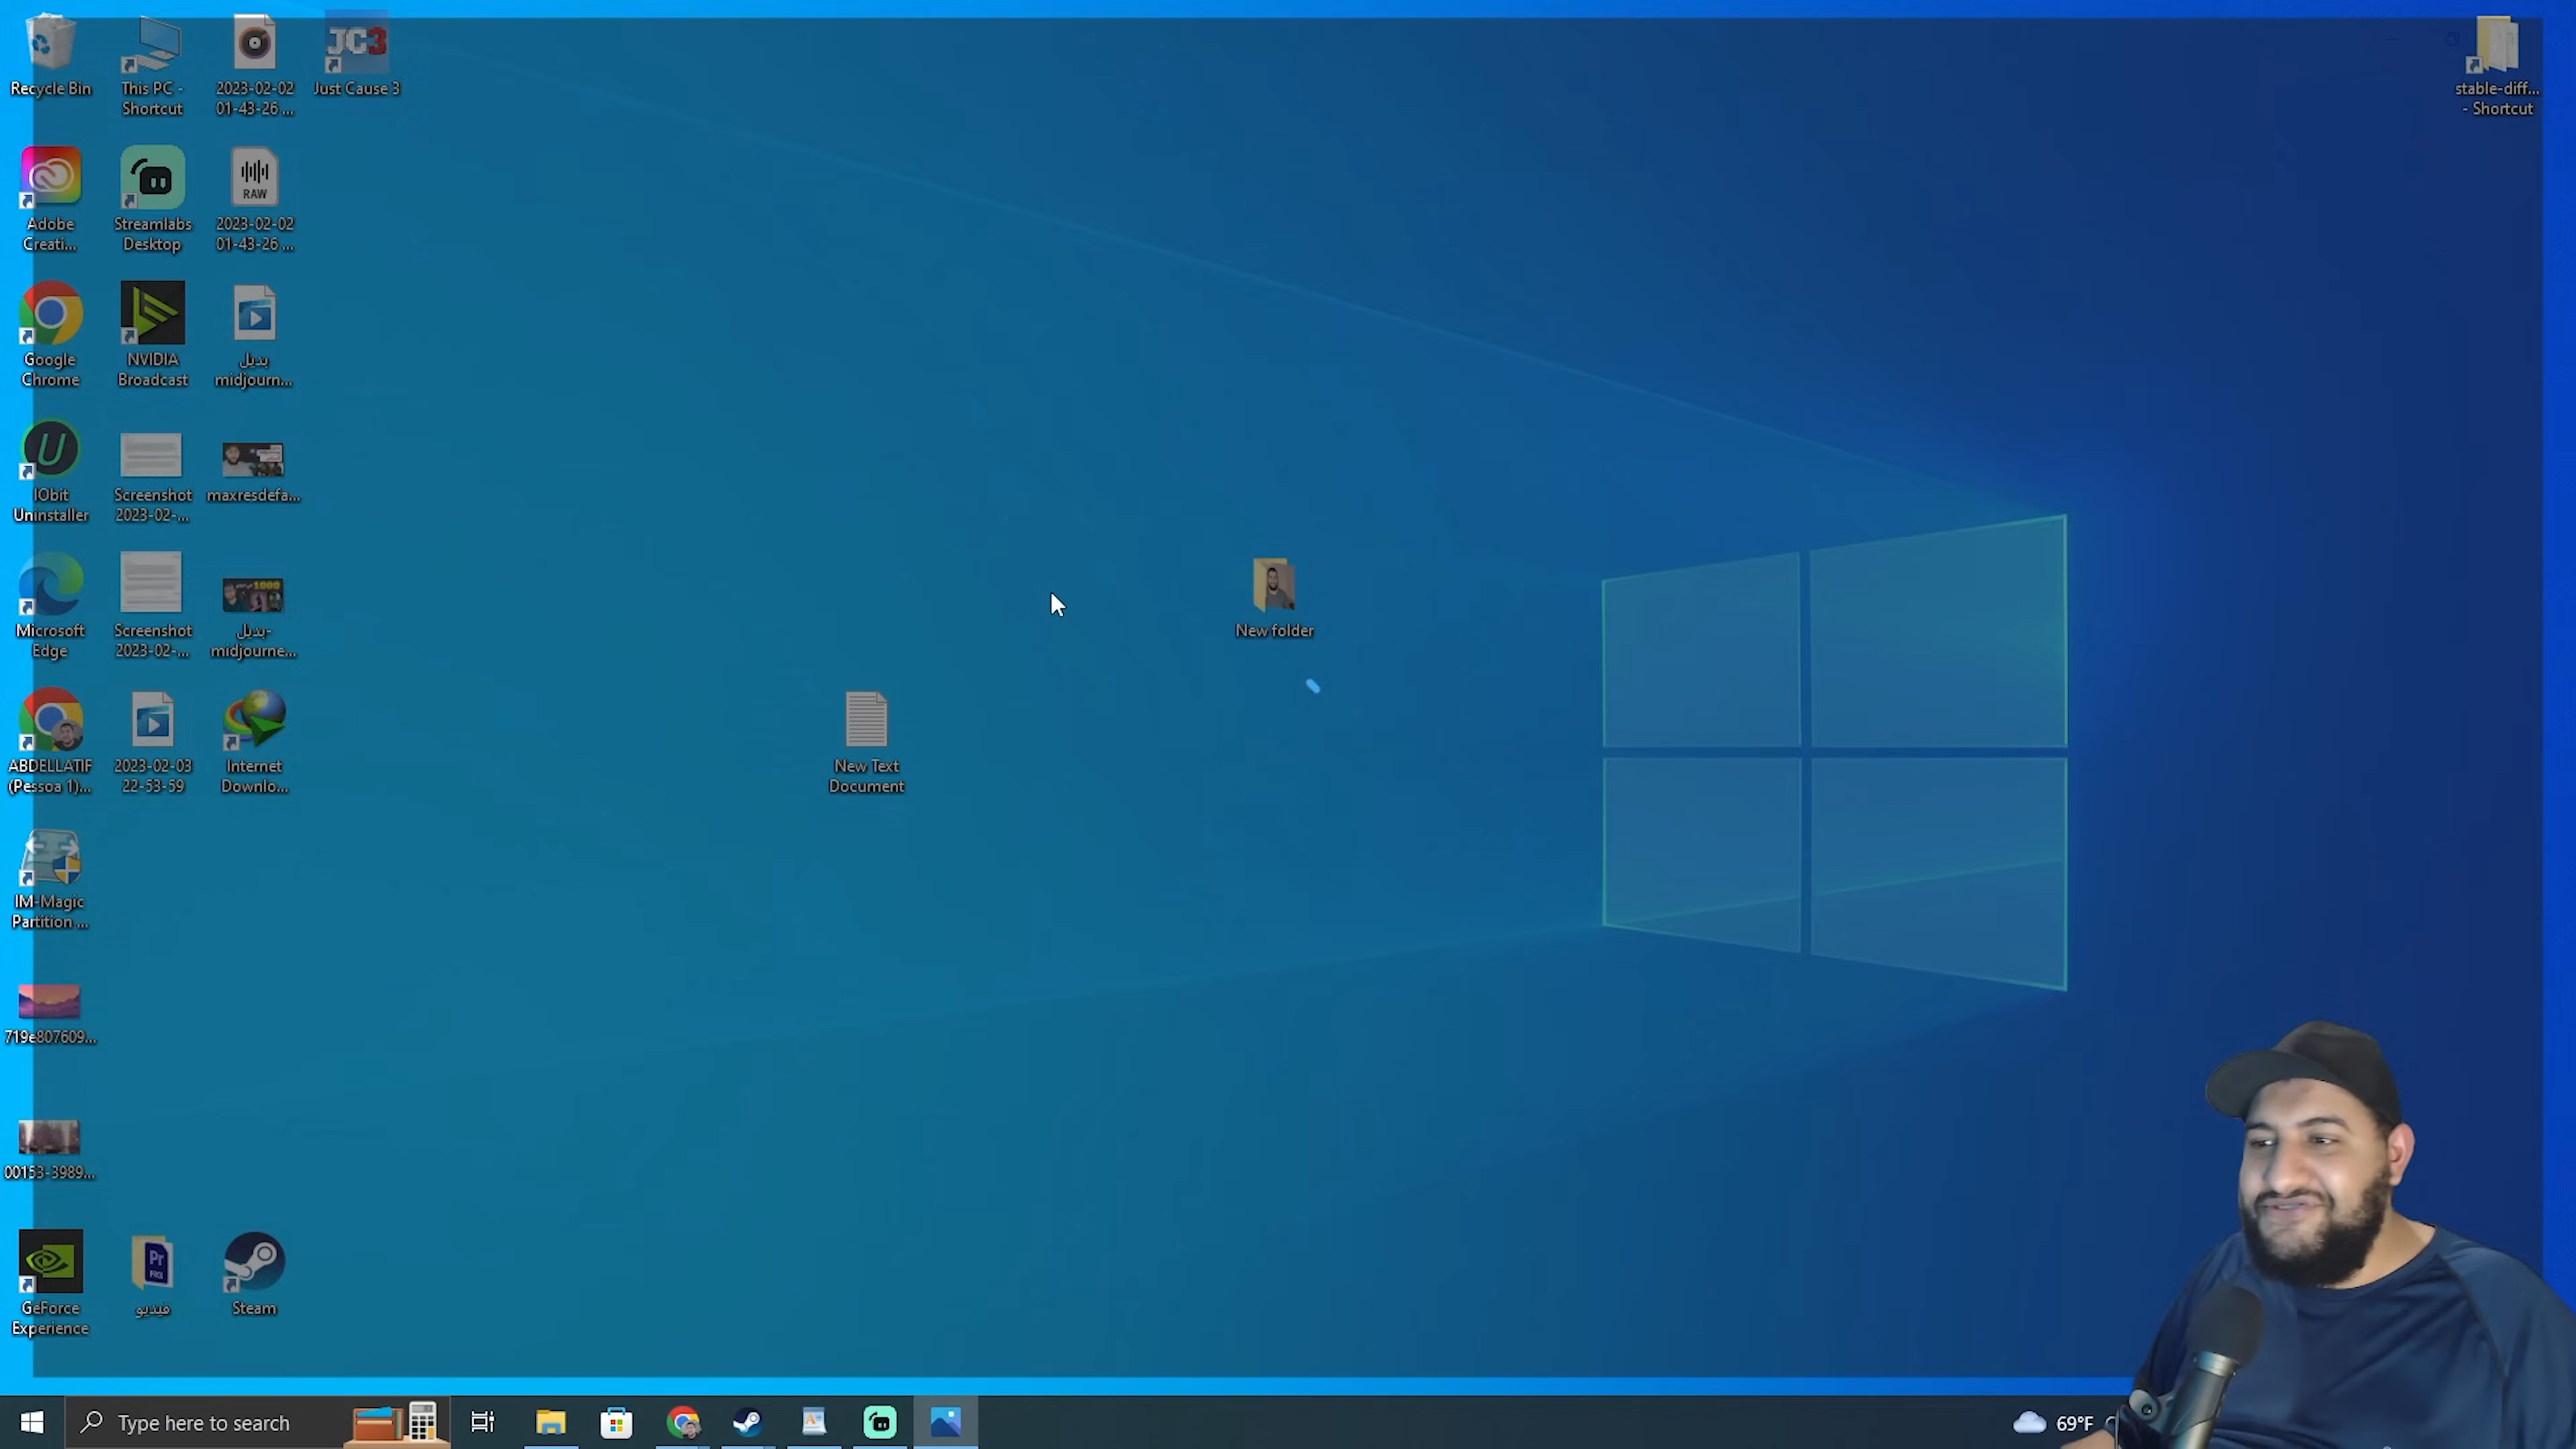 Recycle Bin
This PC -
Shortcut
2023-02-02
01-43-26 ...
JC3
Just Cause 3
stable-diff...
- Shortcut
Adobe
Creati...
Streamlabs
Desktop
RAW
2023-02-02
01-43-26 ...
Google
Chrome
NVIDIA
Broadcast
بديل
midjourn...
IObit
Uninstaller
Screenshot
2023-02-...
maxresdefa...
Microsoft
Edge
Screenshot
2023-02-...
1000
بديل-
midjourne...
New folder
ABDELLATIF
(Pessoa 1)...
2023-02-03
22-53-59
Internet
Downlo...
New Text
Document
IM-Magic
Partition ...
719e807609...
00153-3989...
GeForce
Experience
Pr
فيديو
Steam
Type here to search
69°F